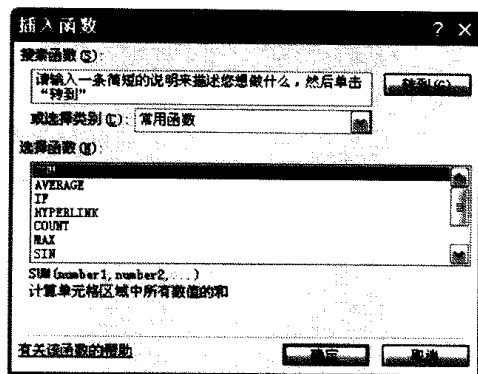 插入函数 ? ×
搜索函数(S):
请输入一条简短的说明来描述您想做什么，然后单击
“转到”
转到(G)
或选择类别(C): 常用函数
选择函数(N):
SUM
AVERAGE
IF
HYPERLINK
COUNT
MAX
SIN
SUM(number1,number2,...)
计算单元格区域中所有数值的和
有关该函数的帮助 确定 取消